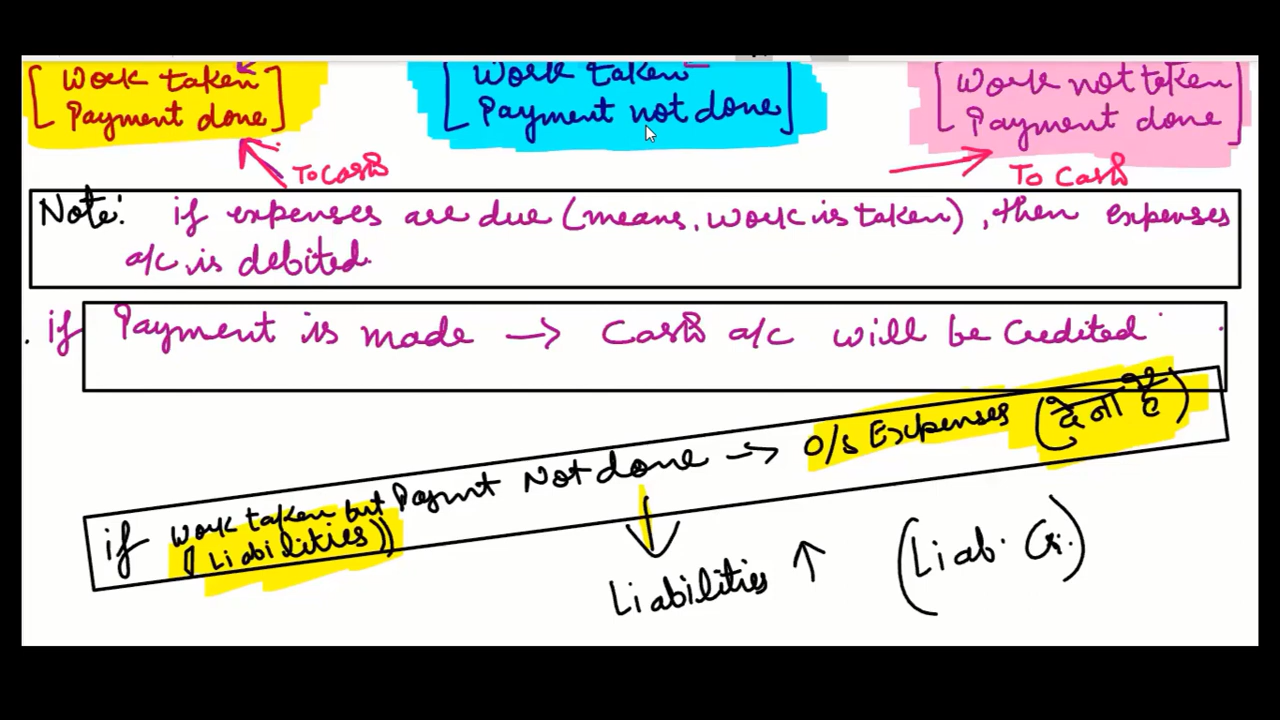 [Work taken
Payment done]
[Work taken
Payment not done]
[Work not taken
Payment done]
To Cash
To Cash
Note: if expenses are due (means, work is taken), then expenses
a/c is debited.
if Payment is made → Cash a/c will be Credited
if work taken but Paymnt Not done → O/s Expenses (देना है)
(Liabilities))
Liabilities ↑ (Liab. Cr.)